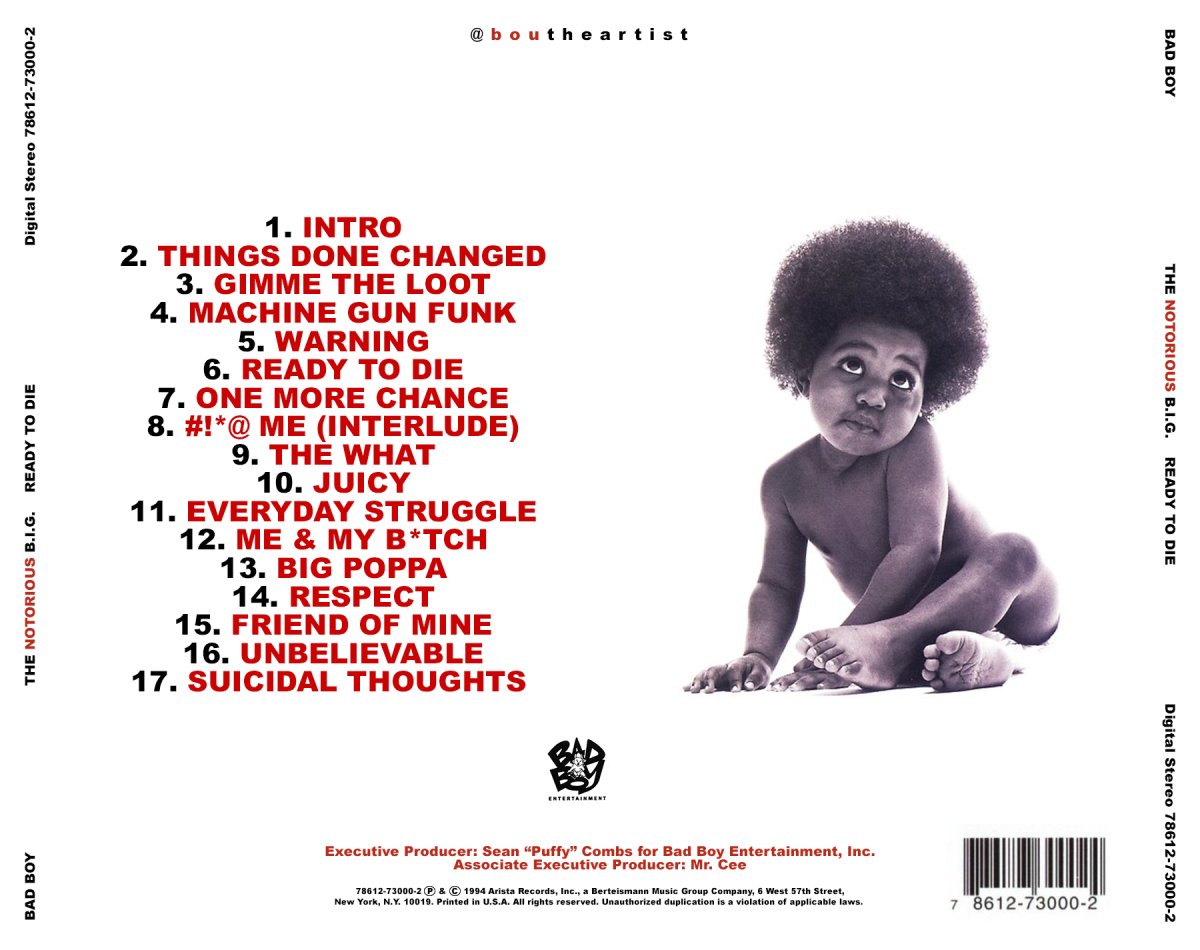 @boutheartist
Digital Stereo 78612-73000-2
THE NOTORIOUS B.I.G. READY TO DIE
BAD BOY
1. INTRO
2. THINGS DONE CHANGED
3. GIMME THE LOOT
4. MACHINE GUN FUNK
5. WARNING
6. READY TO DIE
7. ONE MORE CHANCE
8. #!*@ ME (INTERLUDE)
9. THE WHAT
10. JUICY
11. EVERYDAY STRUGGLE
12. ME & MY B*TCH
13. BIG POPPA
14. RESPECT
15. FRIEND OF MINE
16. UNBELIEVABLE
17. SUICIDAL THOUGHTS
BAD BOY
ENTERTAINMENT
Executive Producer: Sean “Puffy” Combs for Bad Boy Entertainment, Inc.
Associate Executive Producer: Mr. Cee
78612-73000-2 Ⓟ & Ⓒ 1994 Arista Records, Inc., a Berteismann Music Group Company, 6 West 57th Street,
New York, N.Y. 10019. Printed in U.S.A. All rights reserved. Unauthorized duplication is a violation of applicable laws.
7 8612-73000-2
BAD BOY
THE NOTORIOUS B.I.G. READY TO DIE
Digital Stereo 78612-73000-2